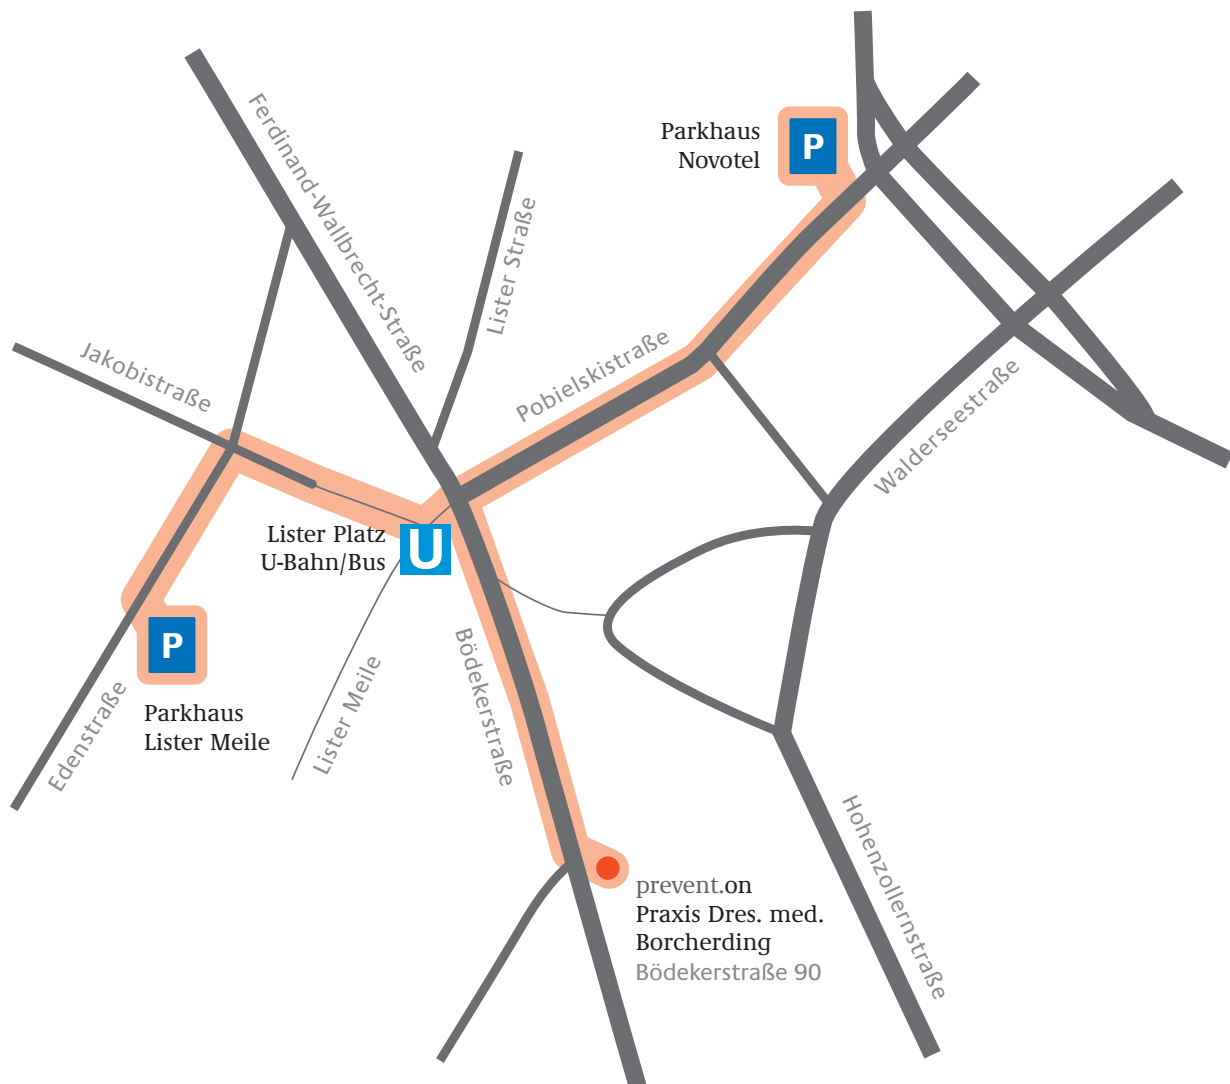 Ferdinand-Wallbrecht-Straße
Parkhaus
Novotel
P
Lister Straße
Jakobistraße
Pobielskistraße
Walderseestraße
Lister Platz
U-Bahn/Bus
U
P
Parkhaus
Lister Meile
Edenstraße
Lister Meile
Bödekerstraße
Hohenzollernstraße
prevent.on
Praxis Dres. med.
Borcherding
Bödekerstraße 90